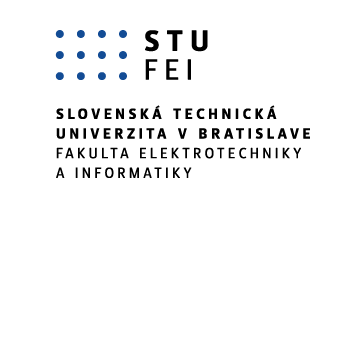 STU
FEI
SLOVENSKÁ TECHNICKÁ
UNIVERZITA V BRATISLAVE
FAKULTA ELEKTROTECHNIKY
A INFORMATIKY